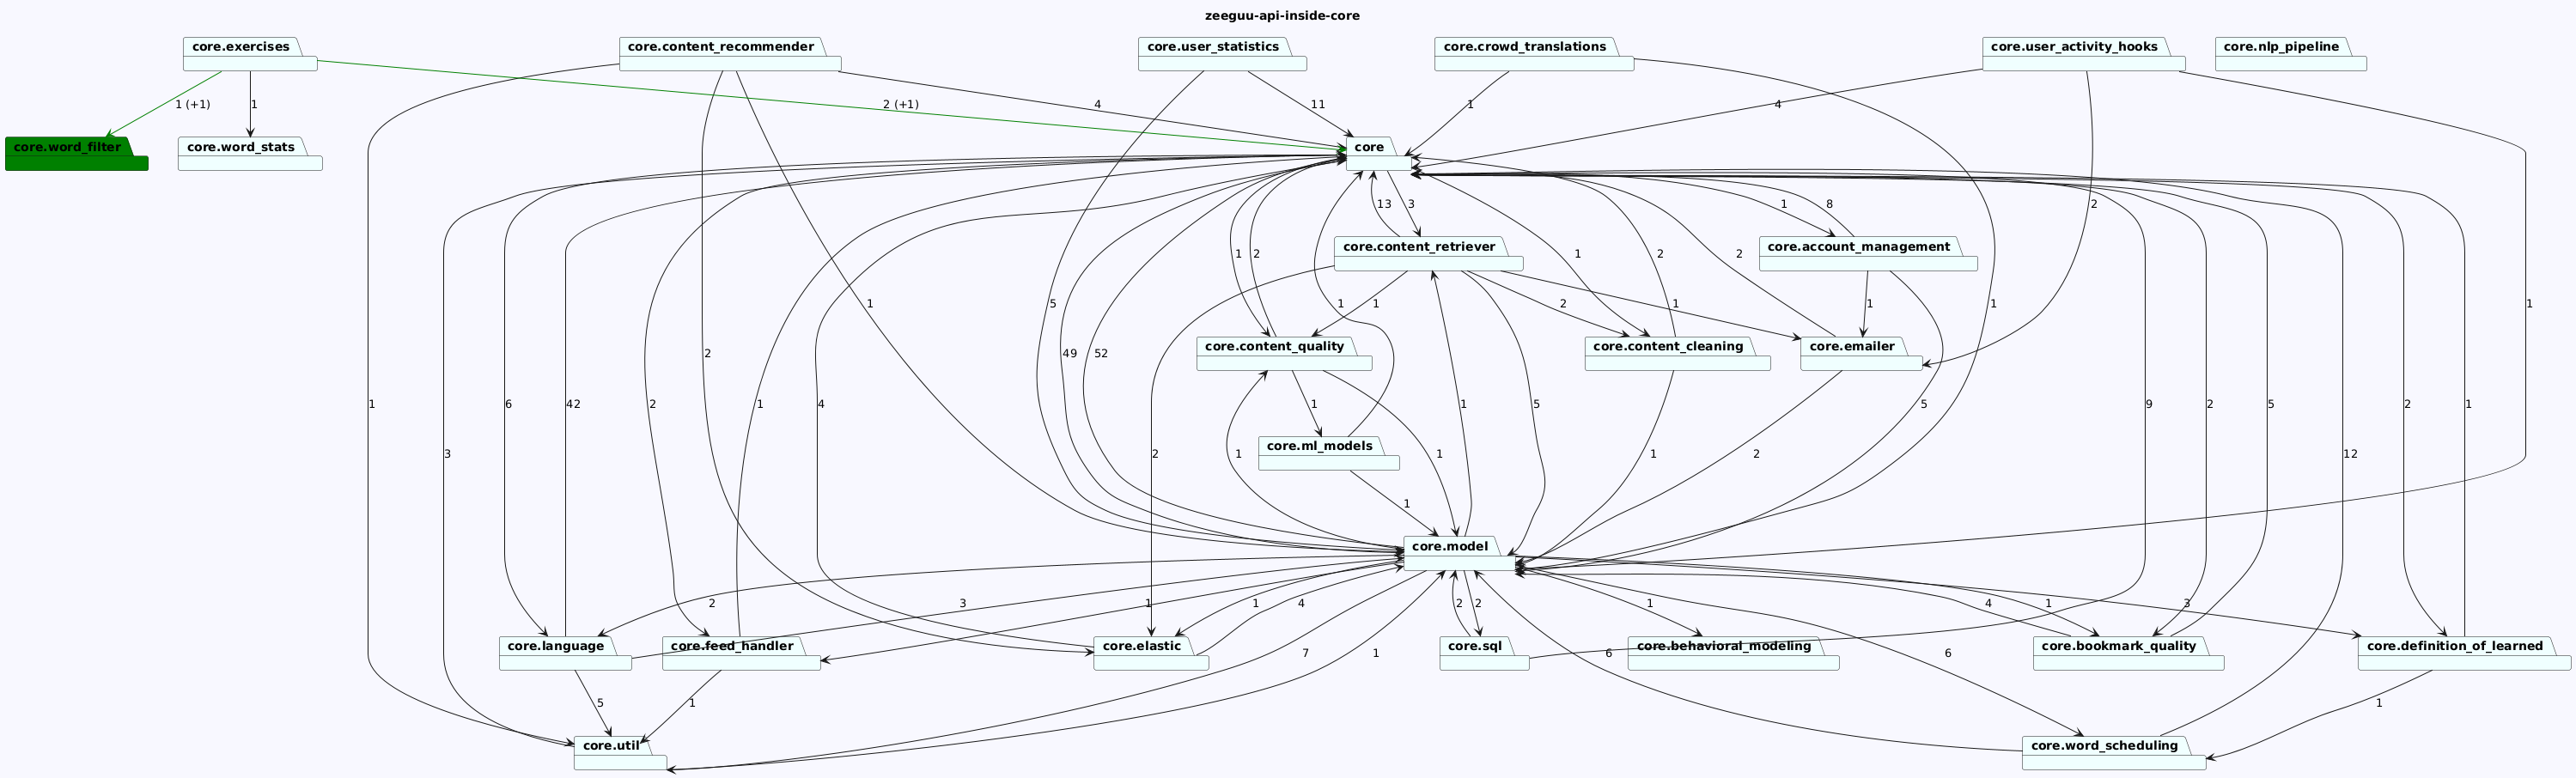 zeeguu-api-inside-core
core.exercises
core.content_recommender
core.user_statistics
core.crowd_translations
core.user_activity_hooks
core.nlp_pipeline
1 (+1)
1
2 (+1)
4
11
1
4
core.word_filter
core.word_stats
core
13
3
1
8
2
core.content_retriever
core.account_management
1
2
1
5
1
2
1
2
2
1
1
1
1
core.content_quality
core.content_cleaning
core.emailer
2
49
52
1
6
42
2
1
4
1
1
5
5
9
2
5
2
1
core.ml_models
3
2
1
1
1
1
2
12
core.model
1
2
3
1
1
4
2
2
1
4
1
3
core.language
core.feed_handler
core.elastic
core.sql
core.behavioral_modeling
core.bookmark_quality
core.definition_of_learned
5
1
7
1
6
6
1
core.util
core.word_scheduling